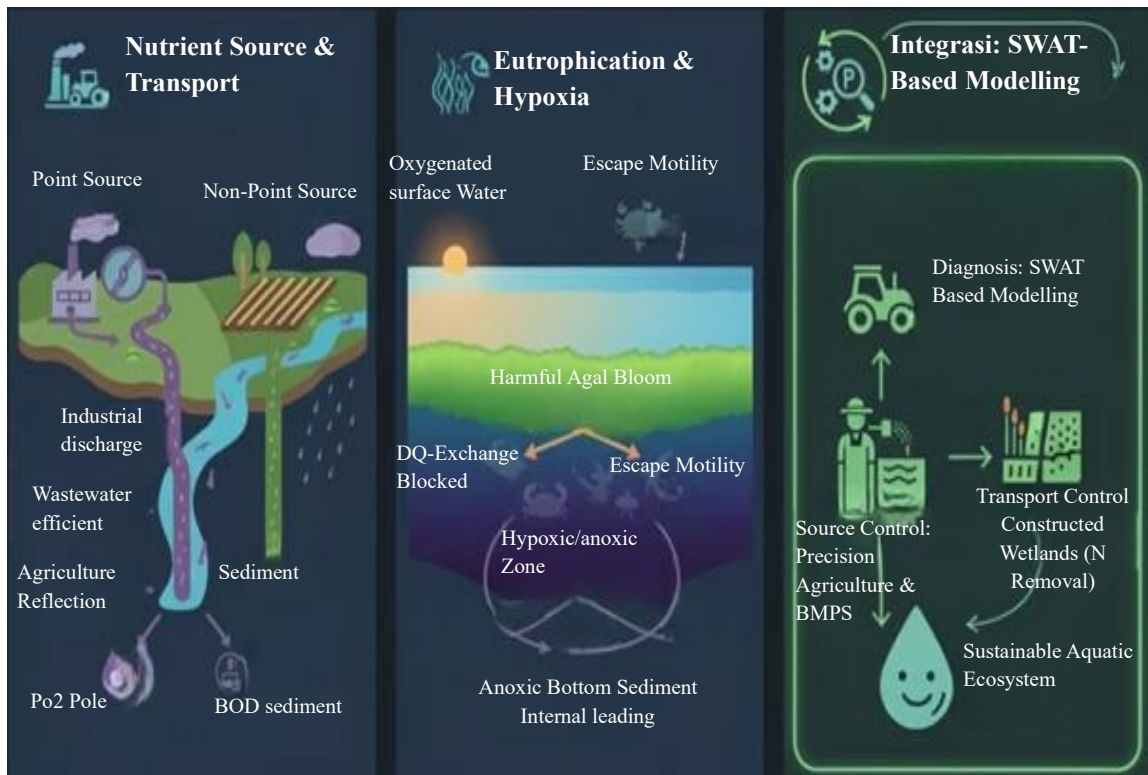 Nutrient Source &
Transport
Point Source
Non-Point Source
Industrial
discharge
Wastewater
efficient
Agriculture
Reflection
Sediment
Po2 Pole
BOD sediment
Eutrophication &
Hypoxia
Oxygenated
surface Water
Escape Motility
Harmful Agal Bloom
DQ-Exchange
Blocked
Escape Motility
Hypoxic/anoxic
Zone
Anoxic Bottom Sediment
Internal leading
Integrasi: SWAT-
Based Modelling
P
Diagnosis: SWAT
Based Modelling
Source Control:
Precision
Agriculture &
BMPS
Transport Control
Constructed
Wetlands (N
Removal)
Sustainable Aquatic
Ecosystem